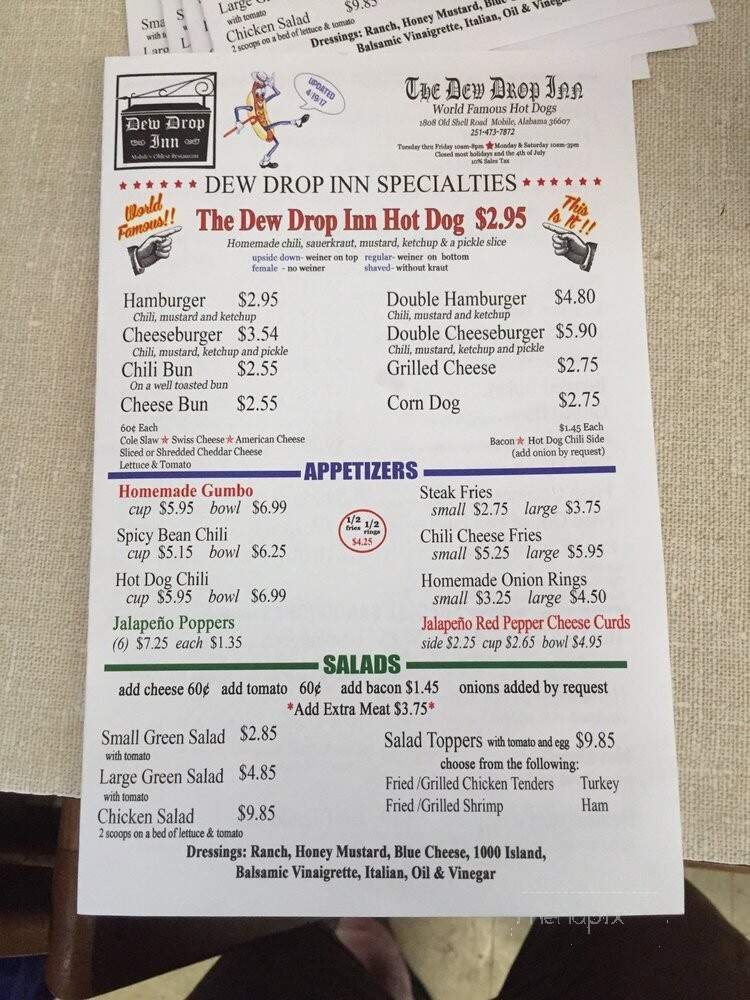 Large
with tomato
Chicken Salad $9.85
2 scoops on a bed of lettuce & tomato
Dressings: Ranch, Honey Mustard,
Balsamic Vinaigrette, Italian, Oil &
Dew Drop
Inn
Mobile's Oldest Restaurant
UPDATED
4/19/17
The Dew Drop Inn
World Famous Hot Dogs
1808 Old Shell Road Mobile, Alabama 36607
251-473-7872
Tuesday thru Friday 10am-8pm ★ Monday & Saturday 10am-3pm
Closed most holidays and the 4th of July
10% Sales Tax
★ ★ ★ ★ ★ ★ DEW DROP INN SPECIALTIES ★ ★ ★ ★ ★ ★
World Famous!!
The Dew Drop Inn Hot Dog $2.95
This Is It!!
Homemade chili, sauerkraut, mustard, ketchup & a pickle slice
upside down- weiner on top regular- weiner on bottom
female - no weiner shaved- without kraut
Hamburger $2.95
Chili, mustard and ketchup
Cheeseburger $3.54
Chili, mustard, ketchup and pickle
Chili Bun $2.55
On a well toasted bun
Cheese Bun $2.55
Double Hamburger $4.80
Chili, mustard and ketchup
Double Cheeseburger $5.90
Chili, mustard, ketchup and pickle
Grilled Cheese $2.75
Corn Dog $2.75
60¢ Each
Cole Slaw ★ Swiss Cheese ★ American Cheese
Sliced or Shredded Cheddar Cheese
Lettuce & Tomato
$1.45 Each
Bacon ★ Hot Dog Chili Side
(add onion by request)
APPETIZERS
Homemade Gumbo
cup $5.95 bowl $6.99
Spicy Bean Chili
cup $5.15 bowl $6.25
Hot Dog Chili
cup $5.95 bowl $6.99
Jalapeño Poppers
(6) $7.25 each $1.35
1/2 fries 1/2 rings
$4.25
Steak Fries
small $2.75 large $3.75
Chili Cheese Fries
small $5.25 large $5.95
Homemade Onion Rings
small $3.25 large $4.50
Jalapeño Red Pepper Cheese Curds
side $2.25 cup $2.65 bowl $4.95
SALADS
add cheese 60¢ add tomato 60¢ add bacon $1.45 onions added by request
*Add Extra Meat $3.75*
Small Green Salad $2.85
with tomato
Large Green Salad $4.85
with tomato
Chicken Salad $9.85
2 scoops on a bed of lettuce & tomato
Salad Toppers with tomato and egg $9.85
choose from the following:
Fried /Grilled Chicken Tenders Turkey
Fried /Grilled Shrimp Ham
Dressings: Ranch, Honey Mustard, Blue Cheese, 1000 Island,
Balsamic Vinaigrette, Italian, Oil & Vinegar
menupix